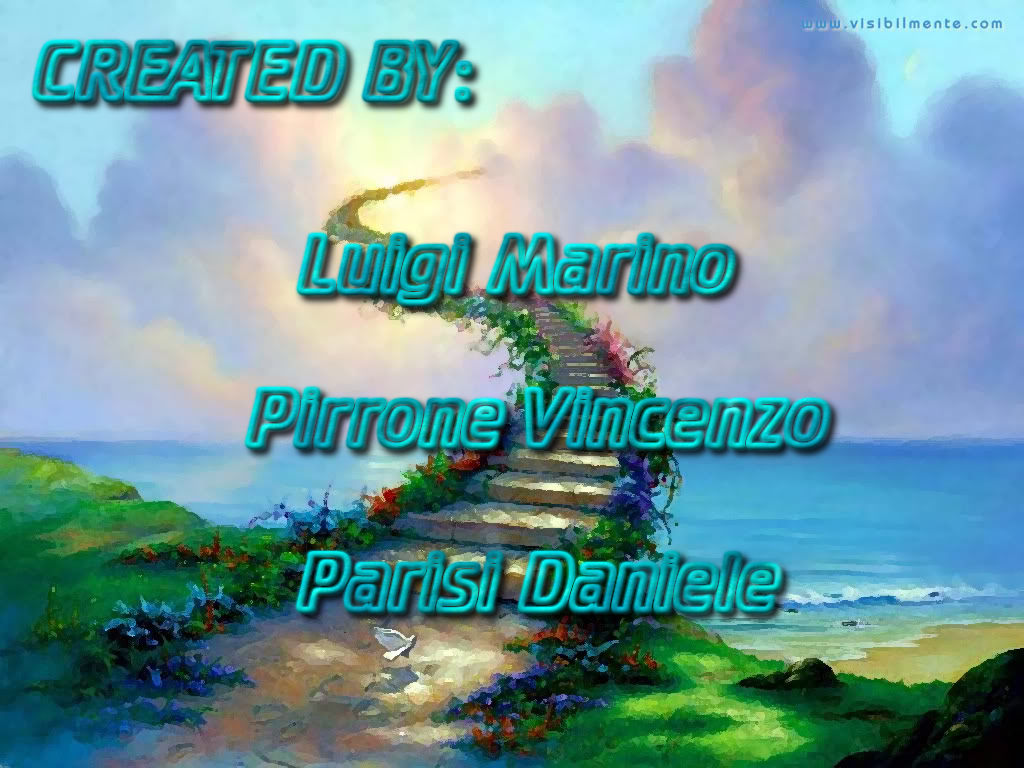 www.visibilmente.com
CREATED BY:
Luigi Marino
Pirrone Vincenzo
Parisi Daniele